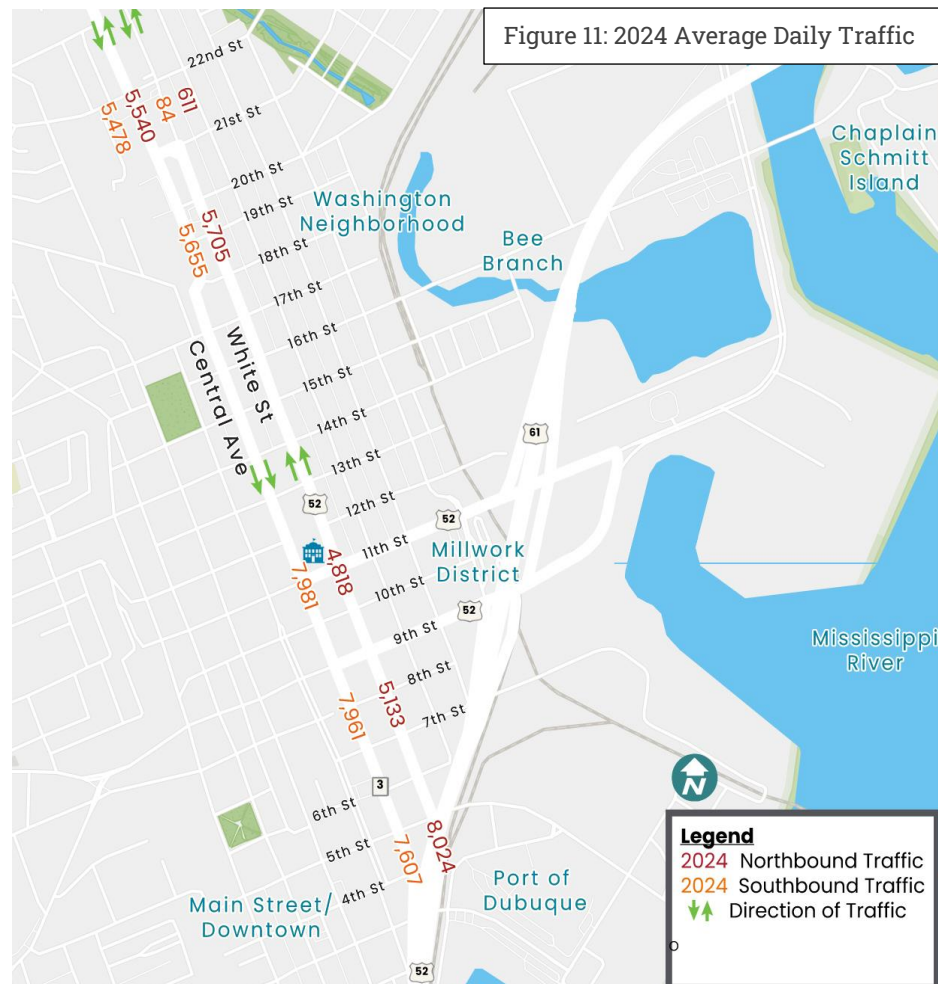 Figure 11: 2024 Average Daily Traffic
22nd St
611
84
5,540
5,478
21st St
Chaplain
Schmitt
Island
20th St
Washington
Neighborhood
19th St
5,705
5,655
18th St
Bee
Branch
17th St
16th St
White St
Central Ave
15th St
14th St
61
13th St
52
12th St
52
11th St
Millwork
District
4,818
7,981
10th St
52
9th St
Mississippi
River
8th St
5,133
7th St
7,961
3
N
6th St
8,024
5th St
7,607
4th St
Port of
Dubuque
Main Street/
Downtown
52
Legend
2024 Northbound Traffic
2024 Southbound Traffic
Direction of Traffic
o